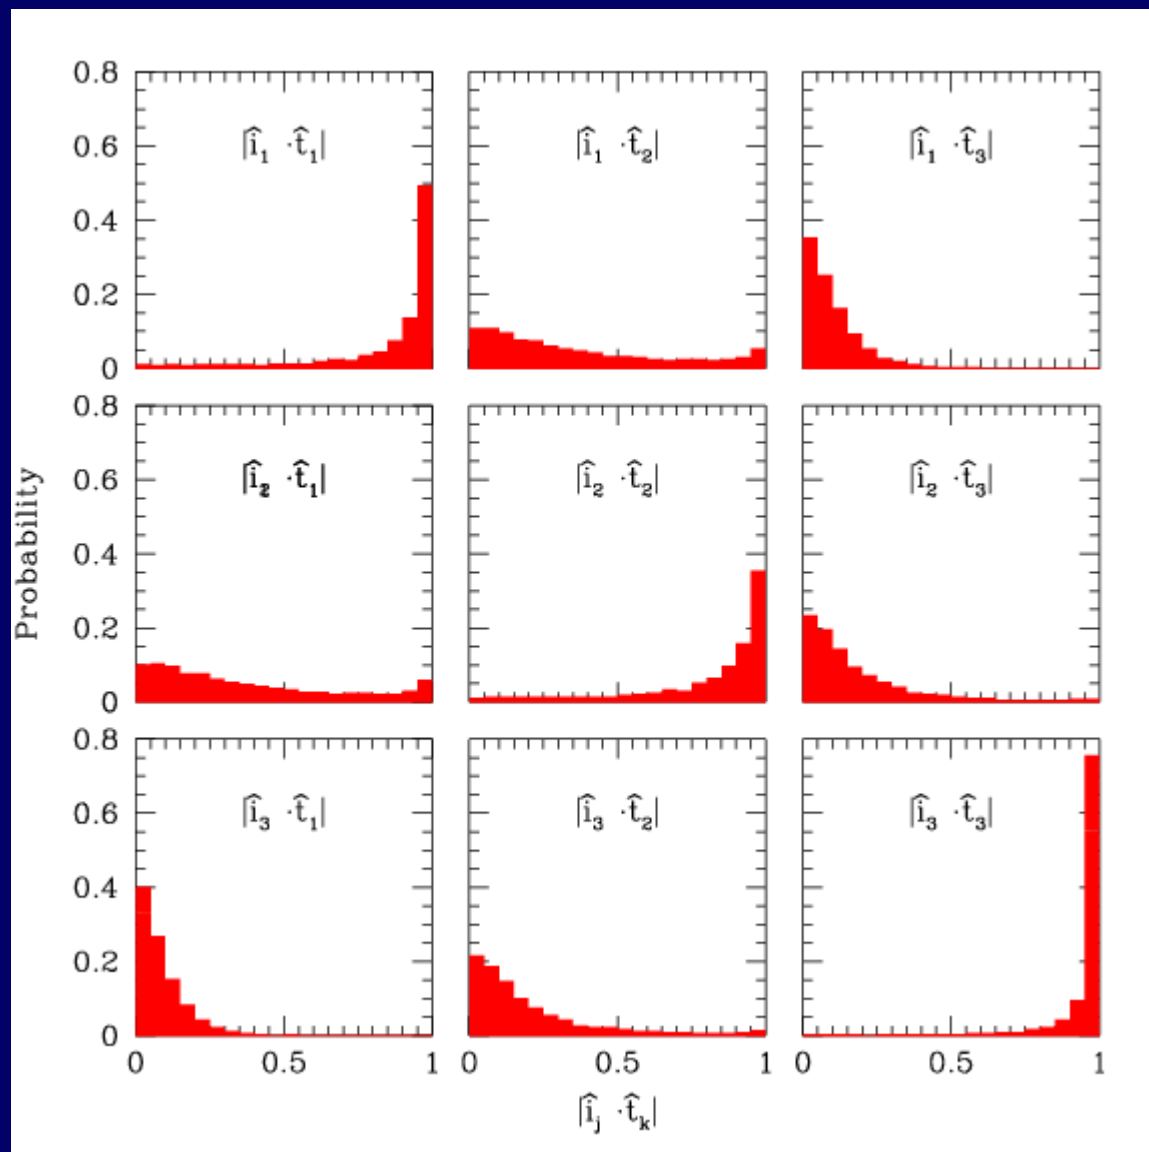 0.8
0.6
0.4
0.2
0
|î₁ ·t̂₁|
|î₁ ·t̂₂|
|î₁ ·t̂₃|
Probability
0.8
0.6
0.4
0.2
0
|î₂ ·t̂₁|
|î₂ ·t̂₂|
|î₂ ·t̂₃|
0.8
0.6
0.4
0.2
0
|î₃ ·t̂₁|
|î₃ ·t̂₂|
|î₃ ·t̂₃|
0 0.5 1 0 0.5 1 0 0.5 1
|îⱼ ·t̂ₖ|